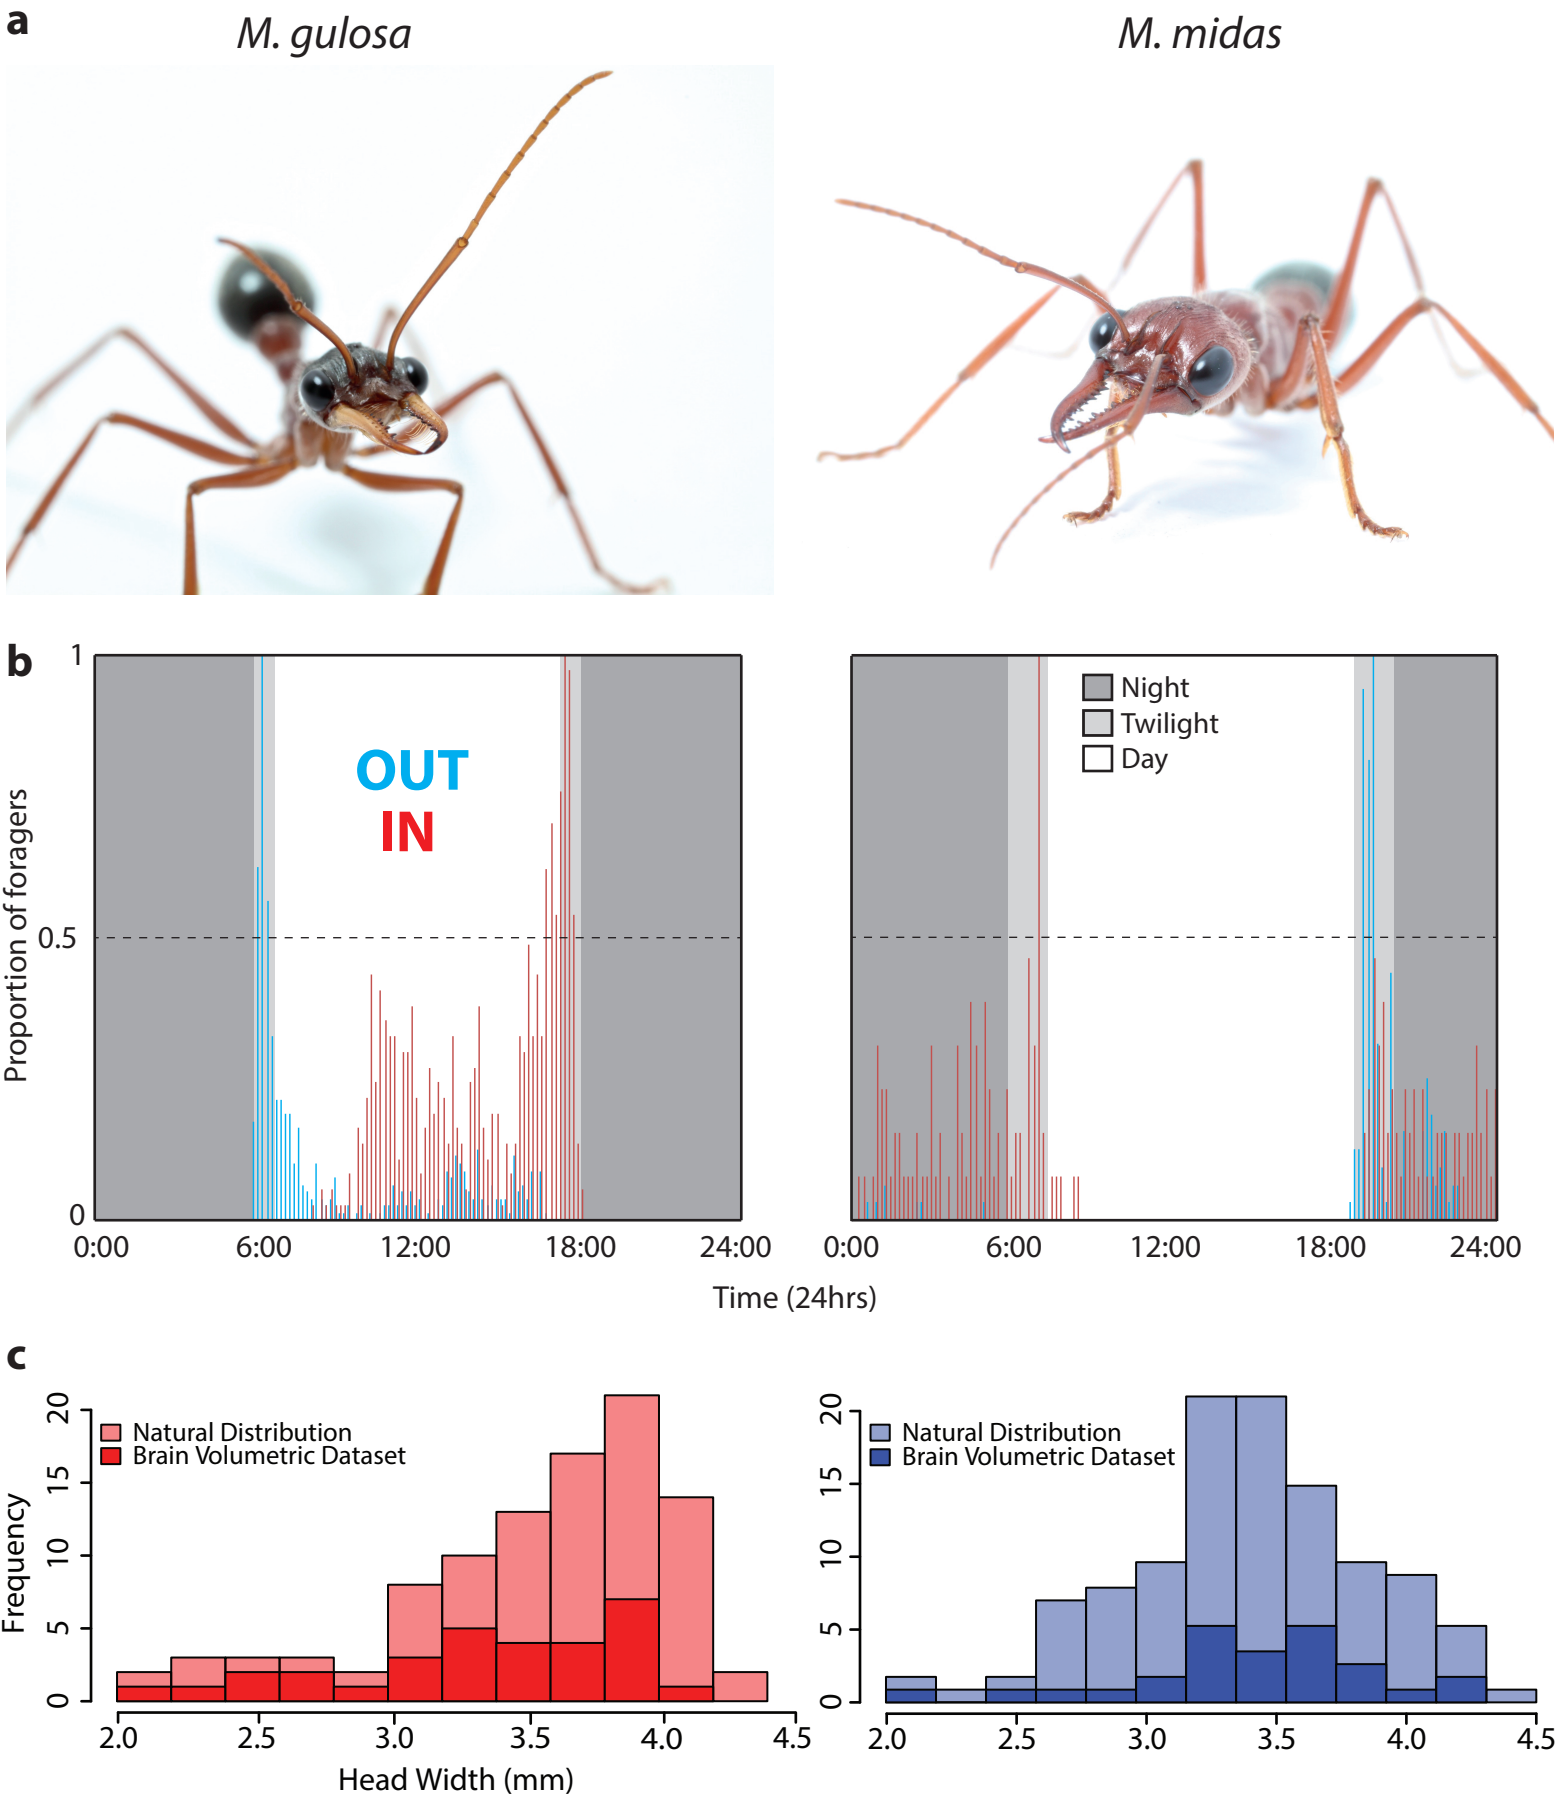 a
M. gulosa
M. midas
b
1
0.5
0
Proportion of foragers
OUT
IN
Night
Twilight
Day
0:00 6:00 12:00 18:00 24:00
0:00 6:00 12:00 18:00 24:00
Time (24hrs)
c
20
15
10
5
0
Frequency
Natural Distribution
Brain Volumetric Dataset
2.0 2.5 3.0 3.5 4.0 4.5
Head Width (mm)
20
15
10
5
0
Natural Distribution
Brain Volumetric Dataset
2.0 2.5 3.0 3.5 4.0 4.5